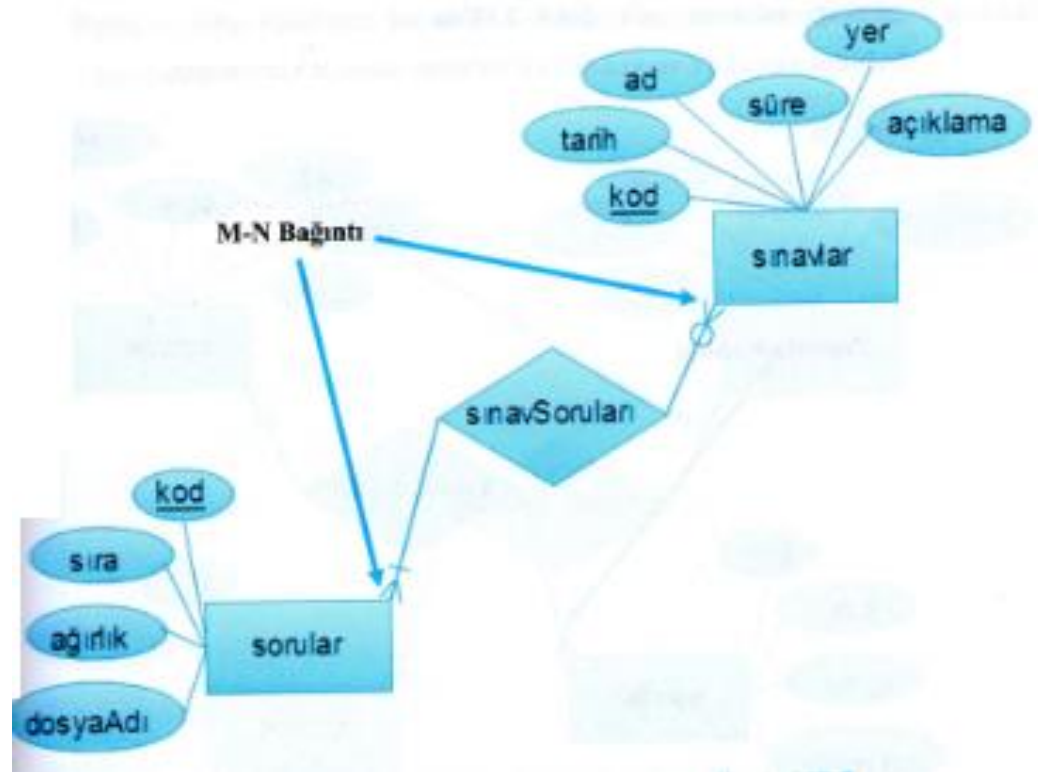 yer
ad
süre
açıklama
tarih
kod
M-N Bağıntı
sınavlar
sınavSoruları
kod
sıra
ağırlık
sorular
dosyaAdı